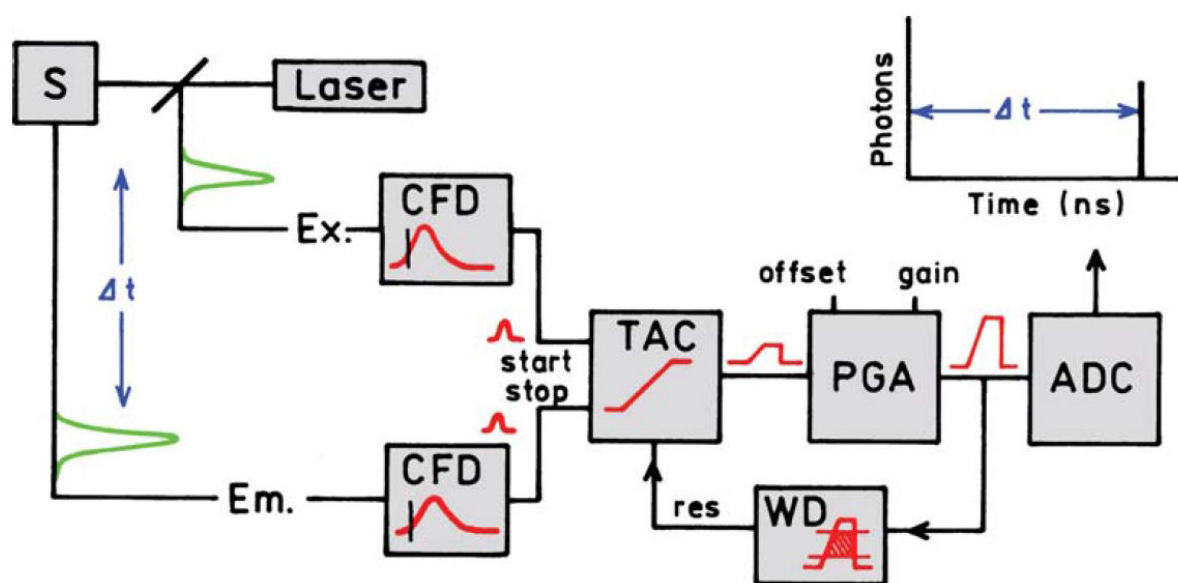 S
Laser
Δt
Ex.
CFD
Em.
CFD
start
stop
TAC
offset
gain
PGA
ADC
res
WD
Photons
Δt
Time (ns)